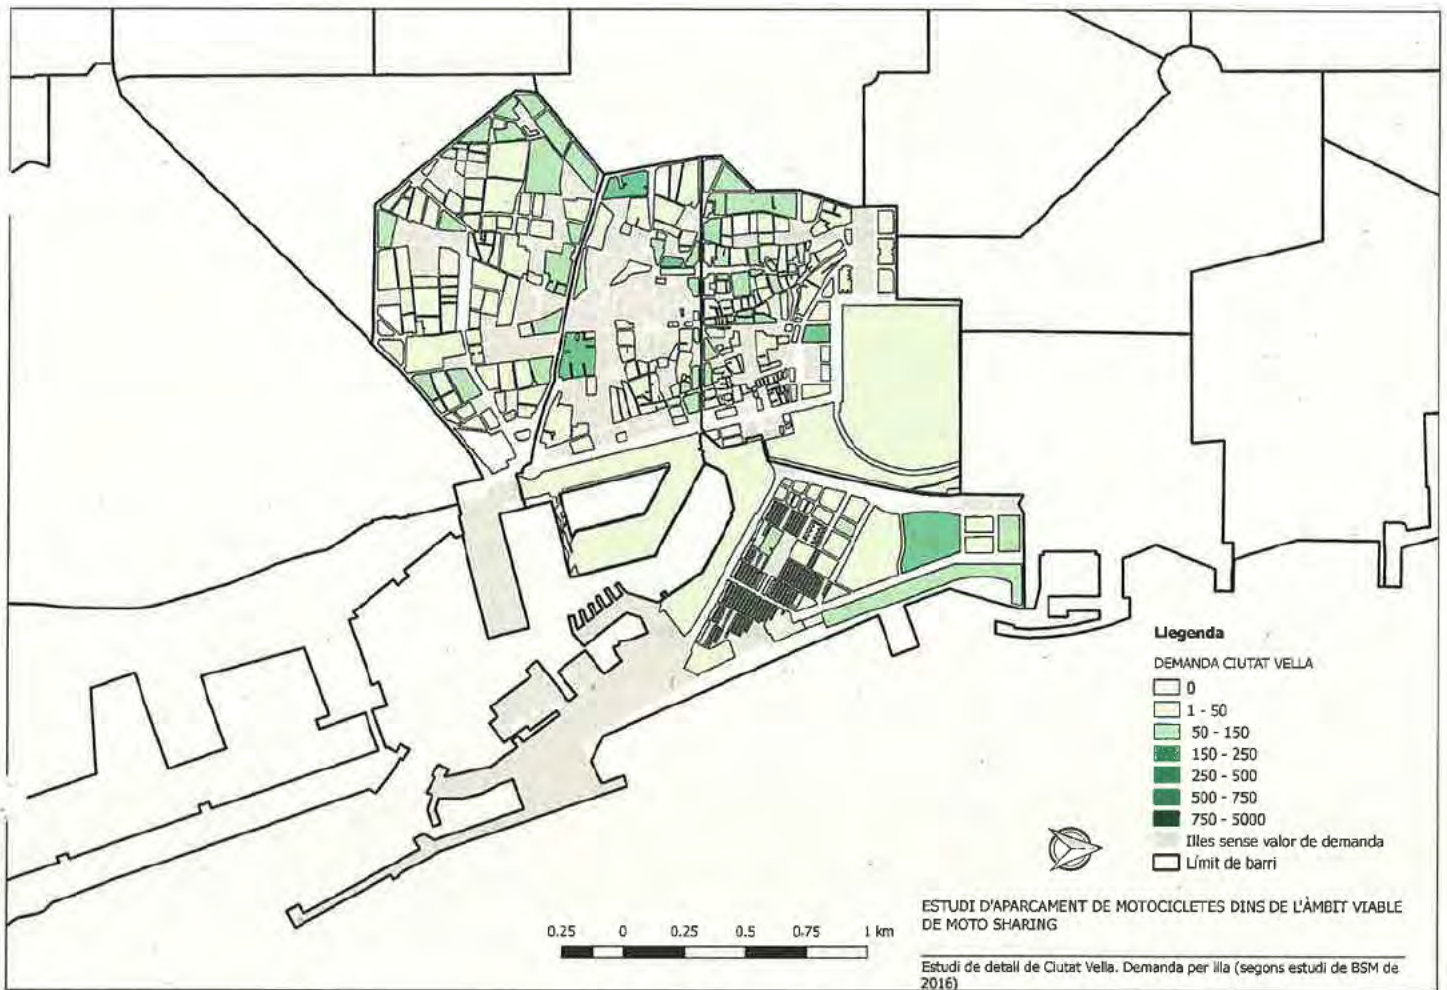 Llegenda
DEMANDA CIUTAT VELLA
0
1 - 50
50 - 150
150 - 250
250 - 500
500 - 750
750 - 5000
Illes sense valor de demanda
Límit de barri
0.25 0 0.25 0.5 0.75 1 km
ESTUDI D'APARCAMENT DE MOTOCICLETES DINS DE L'ÀMBIT VIABLE
DE MOTO SHARING
Estudi de detall de Ciutat Vella. Demanda per illa (segons estudi de BSM de
2016)